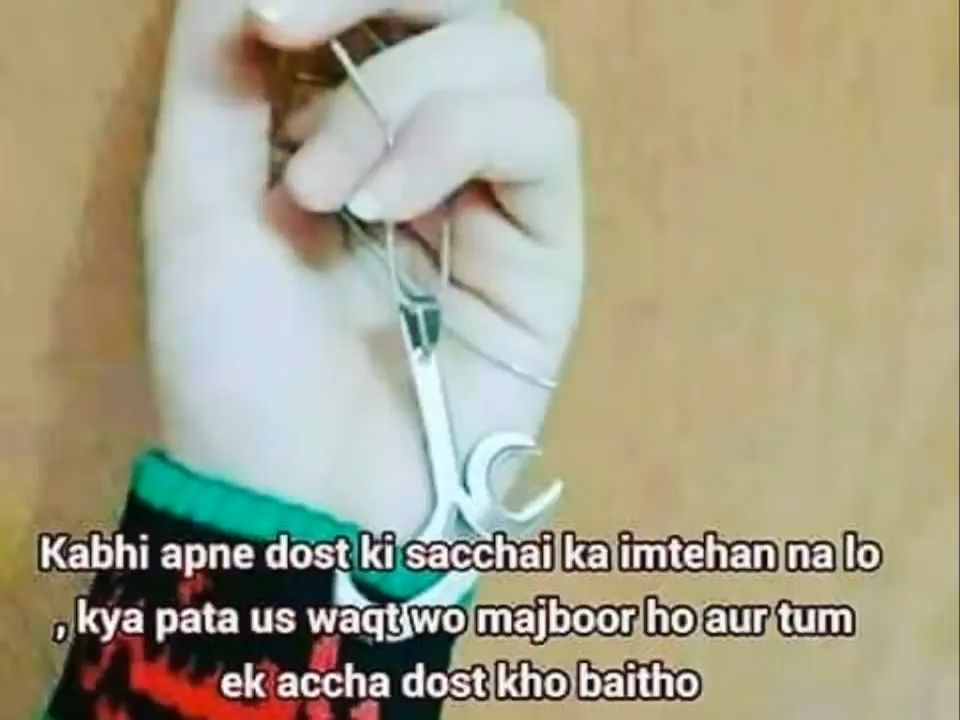 Kabhi apne dost ki sacchai ka imtehan na lo
, kya pata us waqt wo majboor ho aur tum
ek accha dost kho baitho